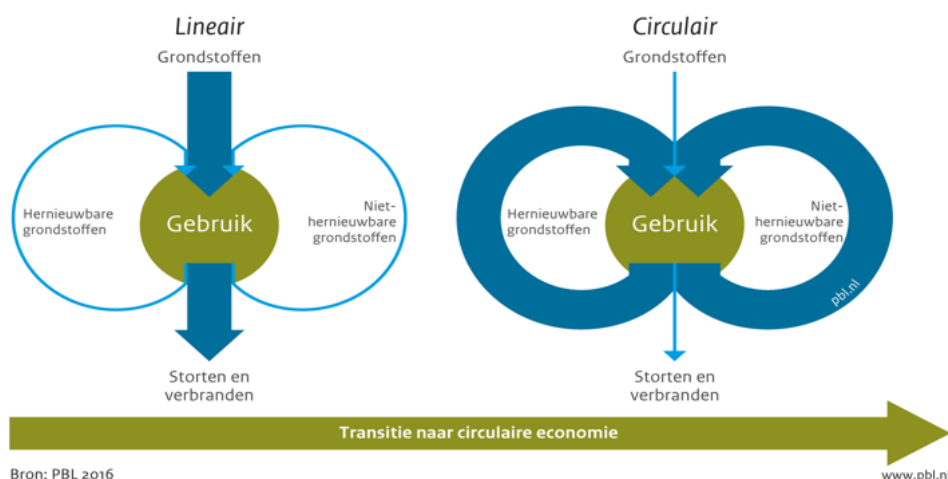 Lineair
Grondstoffen
Hernieuwbare
grondstoffen
Gebruik
Niet-
hernieuwbare
grondstoffen
Storten en
verbranden
Circulair
Grondstoffen
Hernieuwbare
grondstoffen
Gebruik
Niet-
hernieuwbare
grondstoffen
pbl.nl
Storten en
verbranden
Transitie naar circulaire economie
Bron: PBL 2016
www.pbl.nl